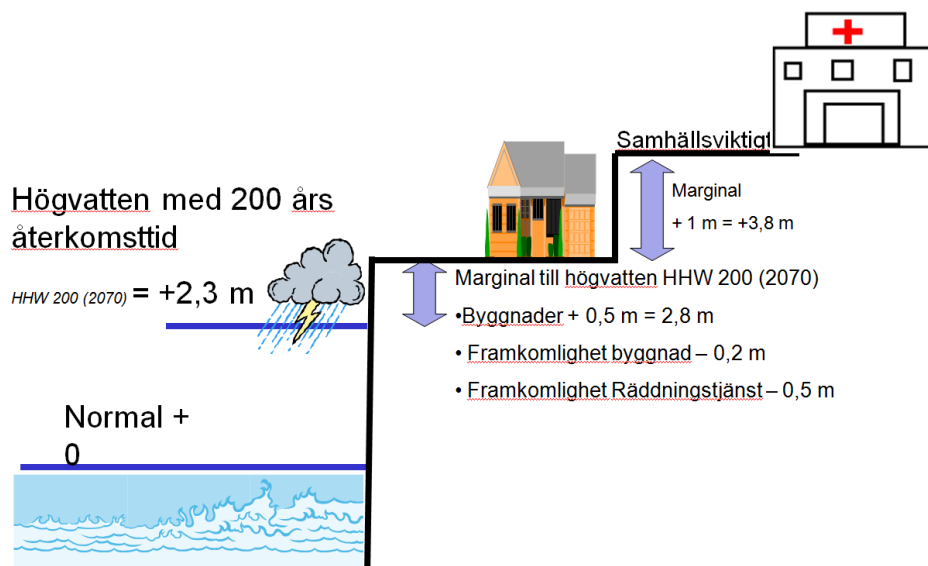 Samhällsviktigt
Marginal
+ 1 m = +3,8 m
Högvatten med 200 års
återkomsttid
HHW 200 (2070) = +2,3 m
Marginal till högvatten HHW 200 (2070)
•Byggnader + 0,5 m = 2,8 m
• Framkomlighet byggnad – 0,2 m
• Framkomlighet Räddningstjänst – 0,5 m
Normal +
0